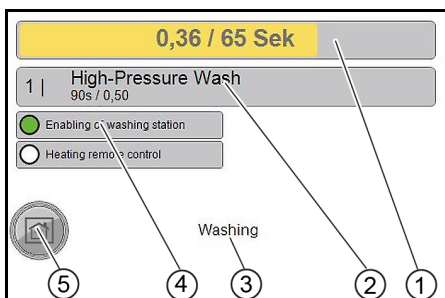 0,36 / 65 Sek
1 | High-Pressure Wash
90s / 0,50
Enabling of washing station
Heating remote control
Washing
5 4 3 2 1